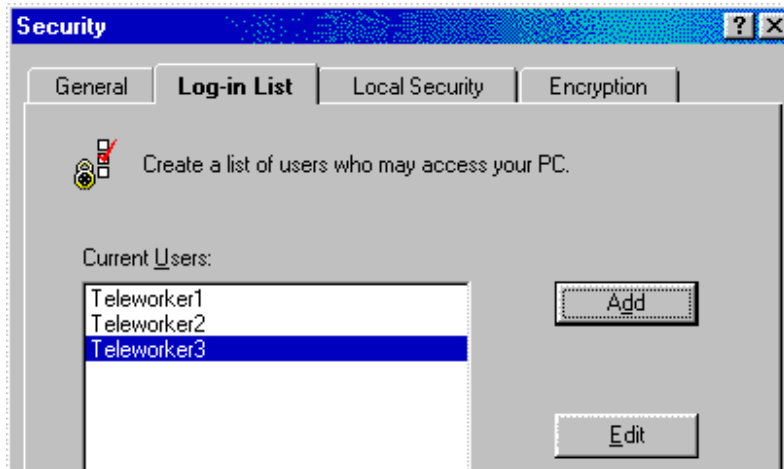 Security
General Log-in List Local Security Encryption
Create a list of users who may access your PC.
Current Users:
Teleworker1
Add
Teleworker2
Teleworker3
Edit